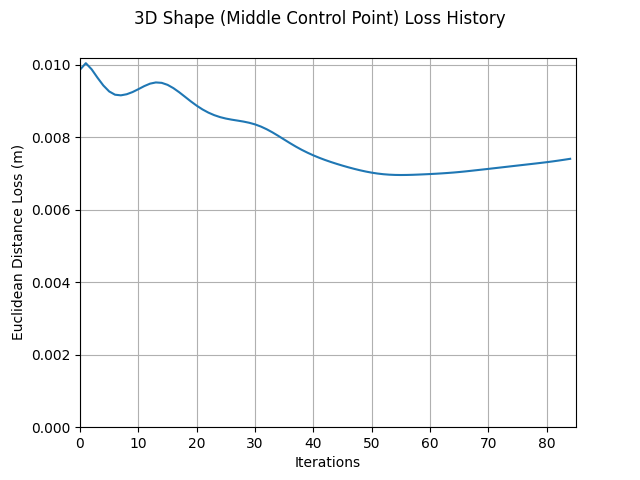 3D Shape (Middle Control Point) Loss History
0.010
0.008
0.006
0.004
0.002
0.000
Euclidean Distance Loss (m)
0 10 20 30 40 50 60 70 80
Iterations